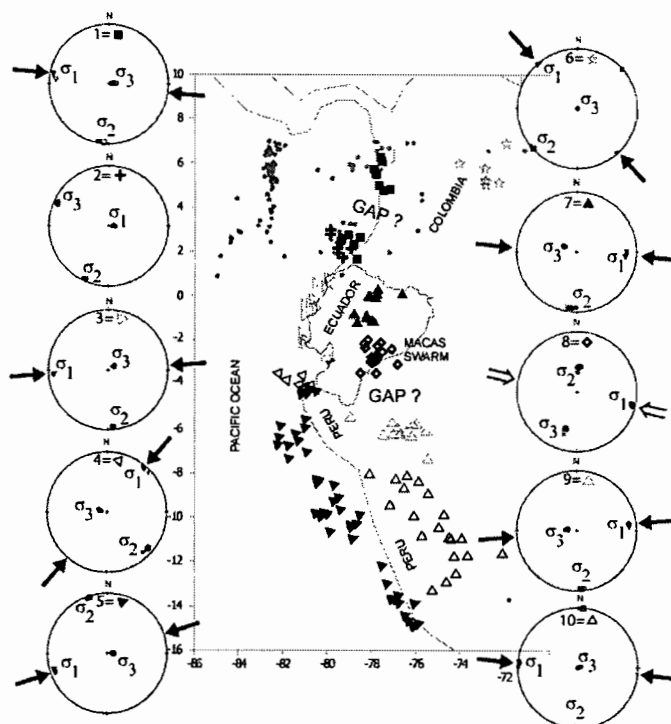 N
1=■
σ1
σ3
σ2
2=✚
σ3
σ1
σ2
N
3=▷
σ1
σ3
σ2
N
4=◁
σ1
σ3
σ2
N
5=▼
σ2
σ1
σ3
10
8
6
4
2
0
-2
-4
-6
-8
-10
-12
-14
16
-86
-84
-82
-80
-78
-76
-74
-72
GAP ?
COLOMBIA
ECUADOR
MACAS
SWARM
GAP ?
PACIFIC OCEAN
PERU
PERU
N
6=☆
σ1
σ3
σ2
N
7=▲
σ3
σ1
σ2
N
8=◇
σ2
σ1
σ3
N
9=△
σ3
σ1
σ2
N
10=△
σ1
σ3
σ2